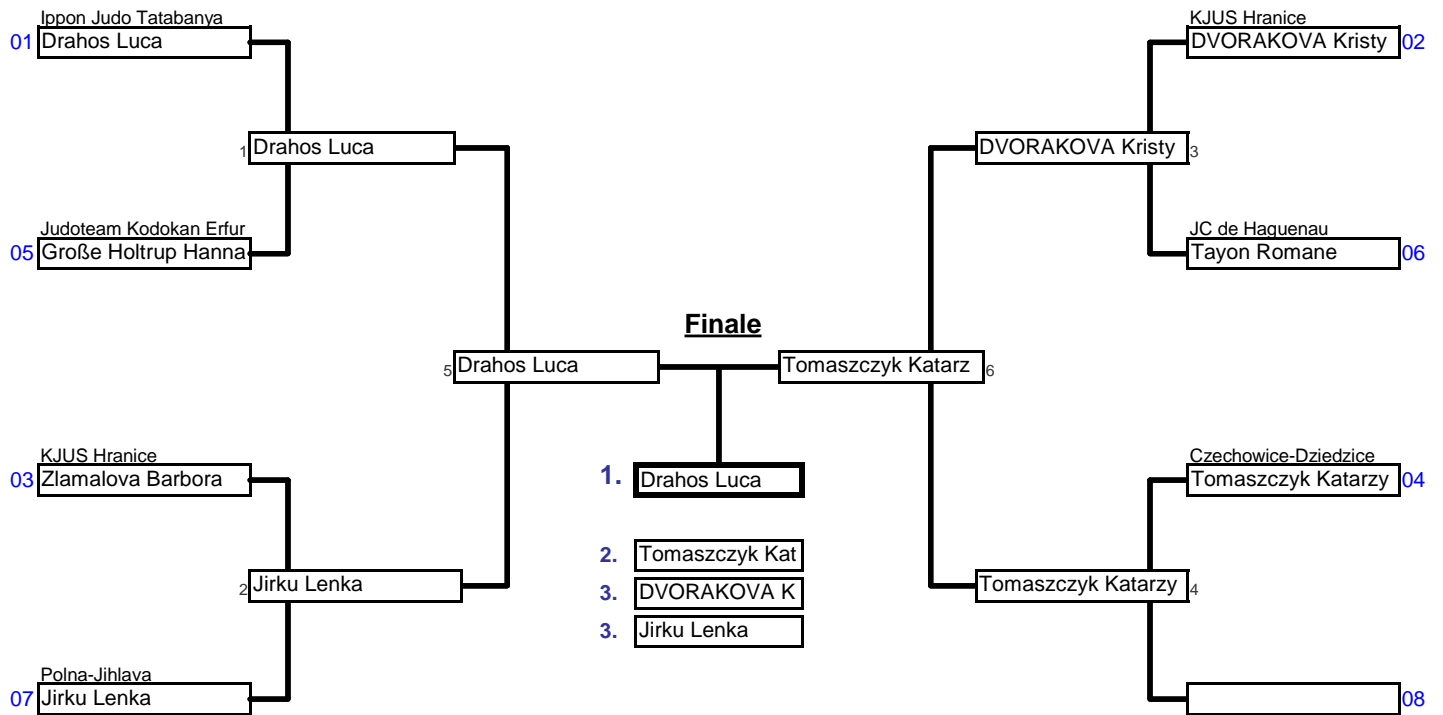 Ippon Judo Tatabanya
01 Drahos Luca
KJUS Hranice
DVORAKOVA Kristy 02
1 Drahos Luca
DVORAKOVA Kristy 3
Judoteam Kodokan Erfur
05 Große Holtrup Hanna
JC de Haguenau
Tayon Romane 06
Finale
5 Drahos Luca
Tomaszczyk Katarz 6
KJUS Hranice
03 Zlamalova Barbora
1. Drahos Luca
Czechowice-Dziedzice
Tomaszczyk Katarzy 04
2. Tomaszczyk Kat
2 Jirku Lenka
3. DVORAKOVA K
Tomaszczyk Katarzy 4
3. Jirku Lenka
Polna-Jihlava
07 Jirku Lenka
08